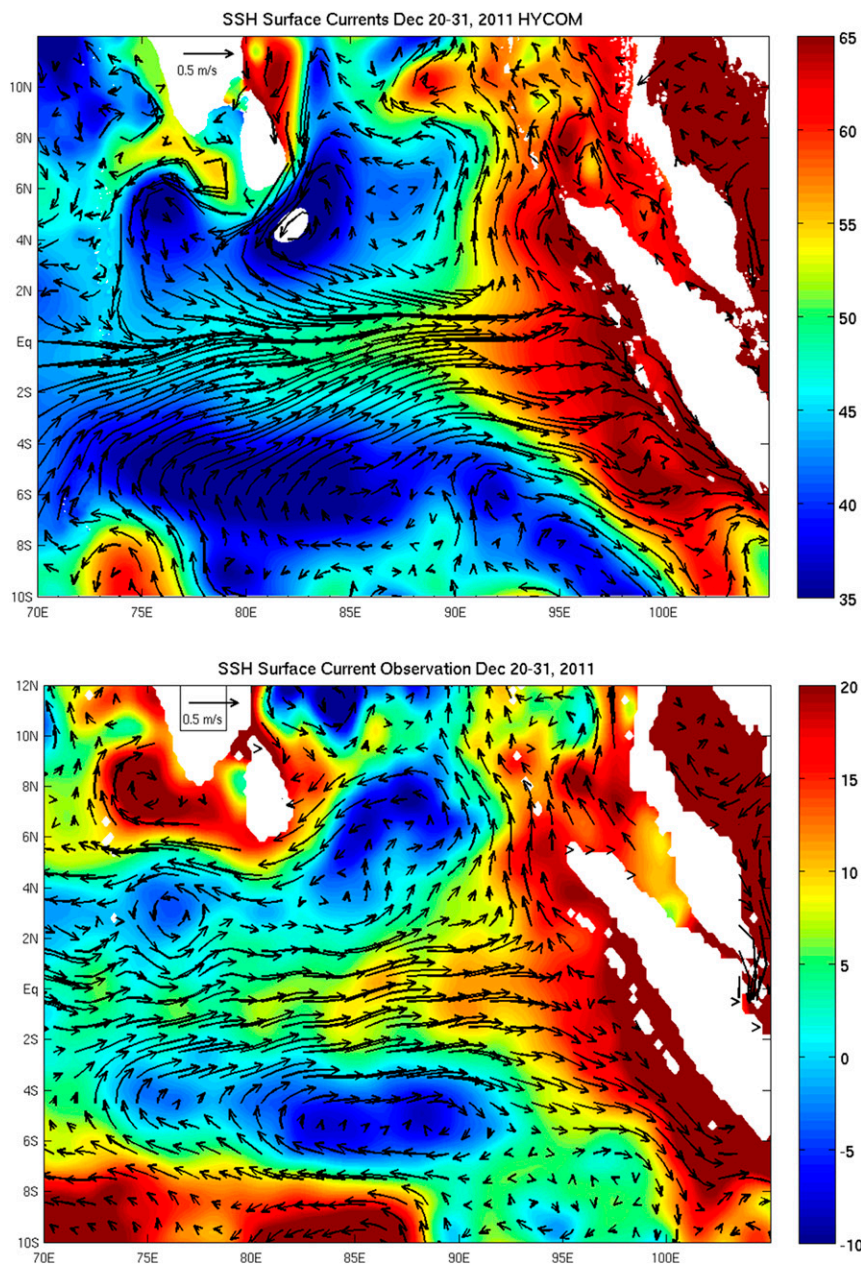 SSH Surface Currents Dec 20-31, 2011 HYCOM
0.5 m/s
10N
8N
6N
4N
2N
Eq
2S
4S
6S
8S
10S
70E 75E 80E 85E 90E 95E 100E
65
60
55
50
45
40
35
SSH Surface Current Observation Dec 20-31, 2011
0.5 m/s
12N
10N
8N
6N
4N
2N
Eq
2S
4S
6S
8S
10S
70E 75E 80E 85E 90E 95E 100E
20
15
10
5
0
-5
-10